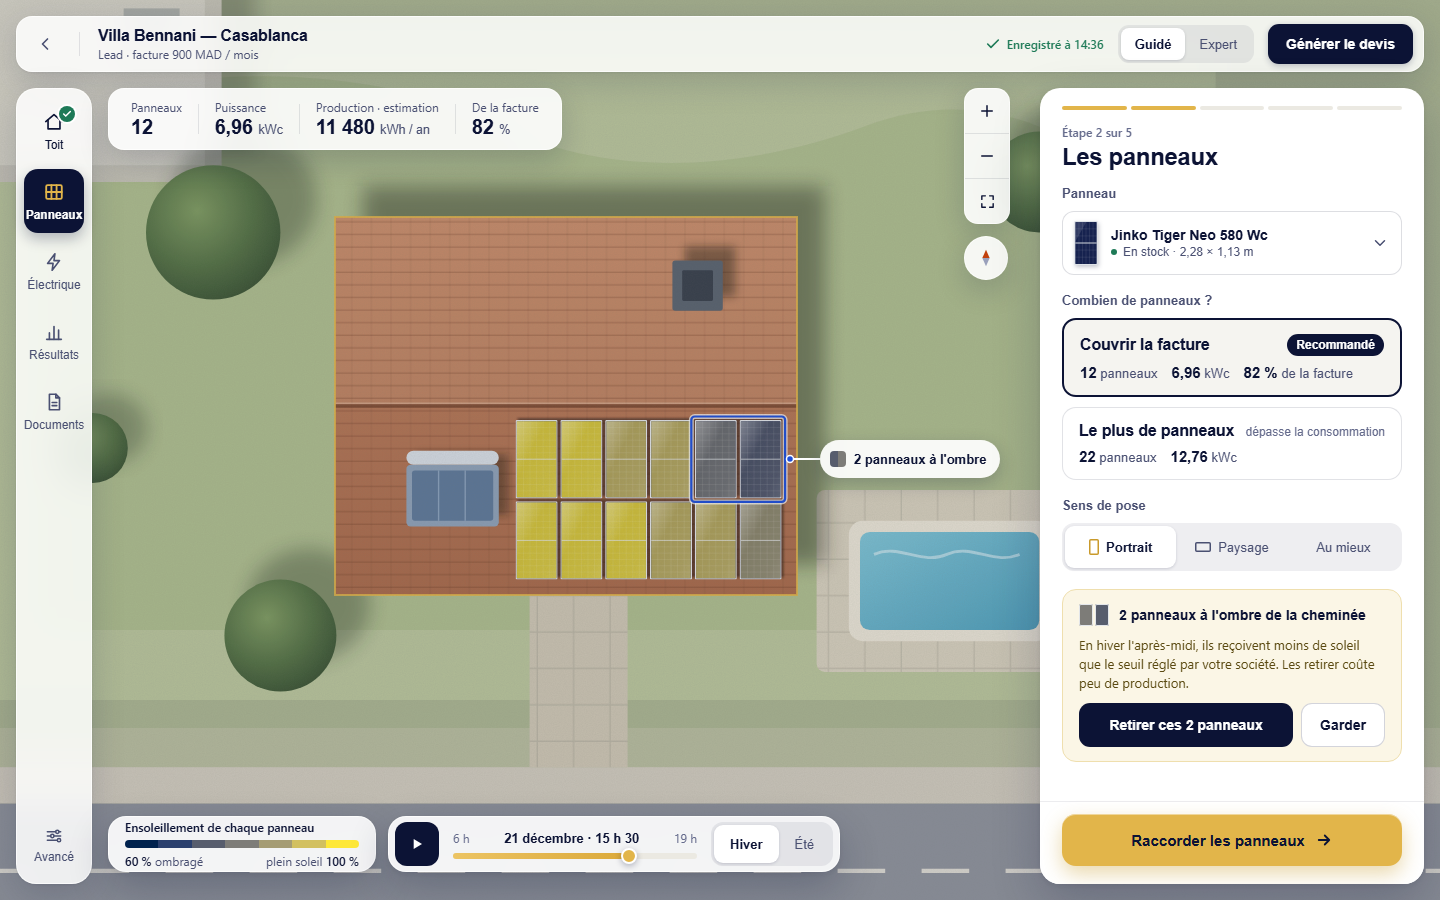 Villa Bennani — Casablanca
Lead · facture 900 MAD / mois
Enregistré à 14:36
Guidé
Expert
Générer le devis
Toit
Panneaux
Électrique
Résultats
Documents
Avancé
Panneaux
12
Puissance
6,96 kWc
Production · estimation
11 480 kWh / an
De la facture
82 %
2 panneaux à l'ombre
Ensoleillement de chaque panneau
60 % ombragé
plein soleil 100 %
6 h
21 décembre · 15 h 30
19 h
Hiver
Été
Étape 2 sur 5
Les panneaux
Panneau
Jinko Tiger Neo 580 Wc
En stock · 2,28 × 1,13 m
Combien de panneaux ?
Couvrir la facture
Recommandé
12 panneaux 6,96 kWc 82 % de la facture
Le plus de panneaux
dépasse la consommation
22 panneaux 12,76 kWc
Sens de pose
Portrait
Paysage
Au mieux
2 panneaux à l'ombre de la cheminée
En hiver l'après-midi, ils reçoivent moins de soleil
que le seuil réglé par votre société. Les retirer coûte
peu de production.
Retirer ces 2 panneaux
Garder
Raccorder les panneaux